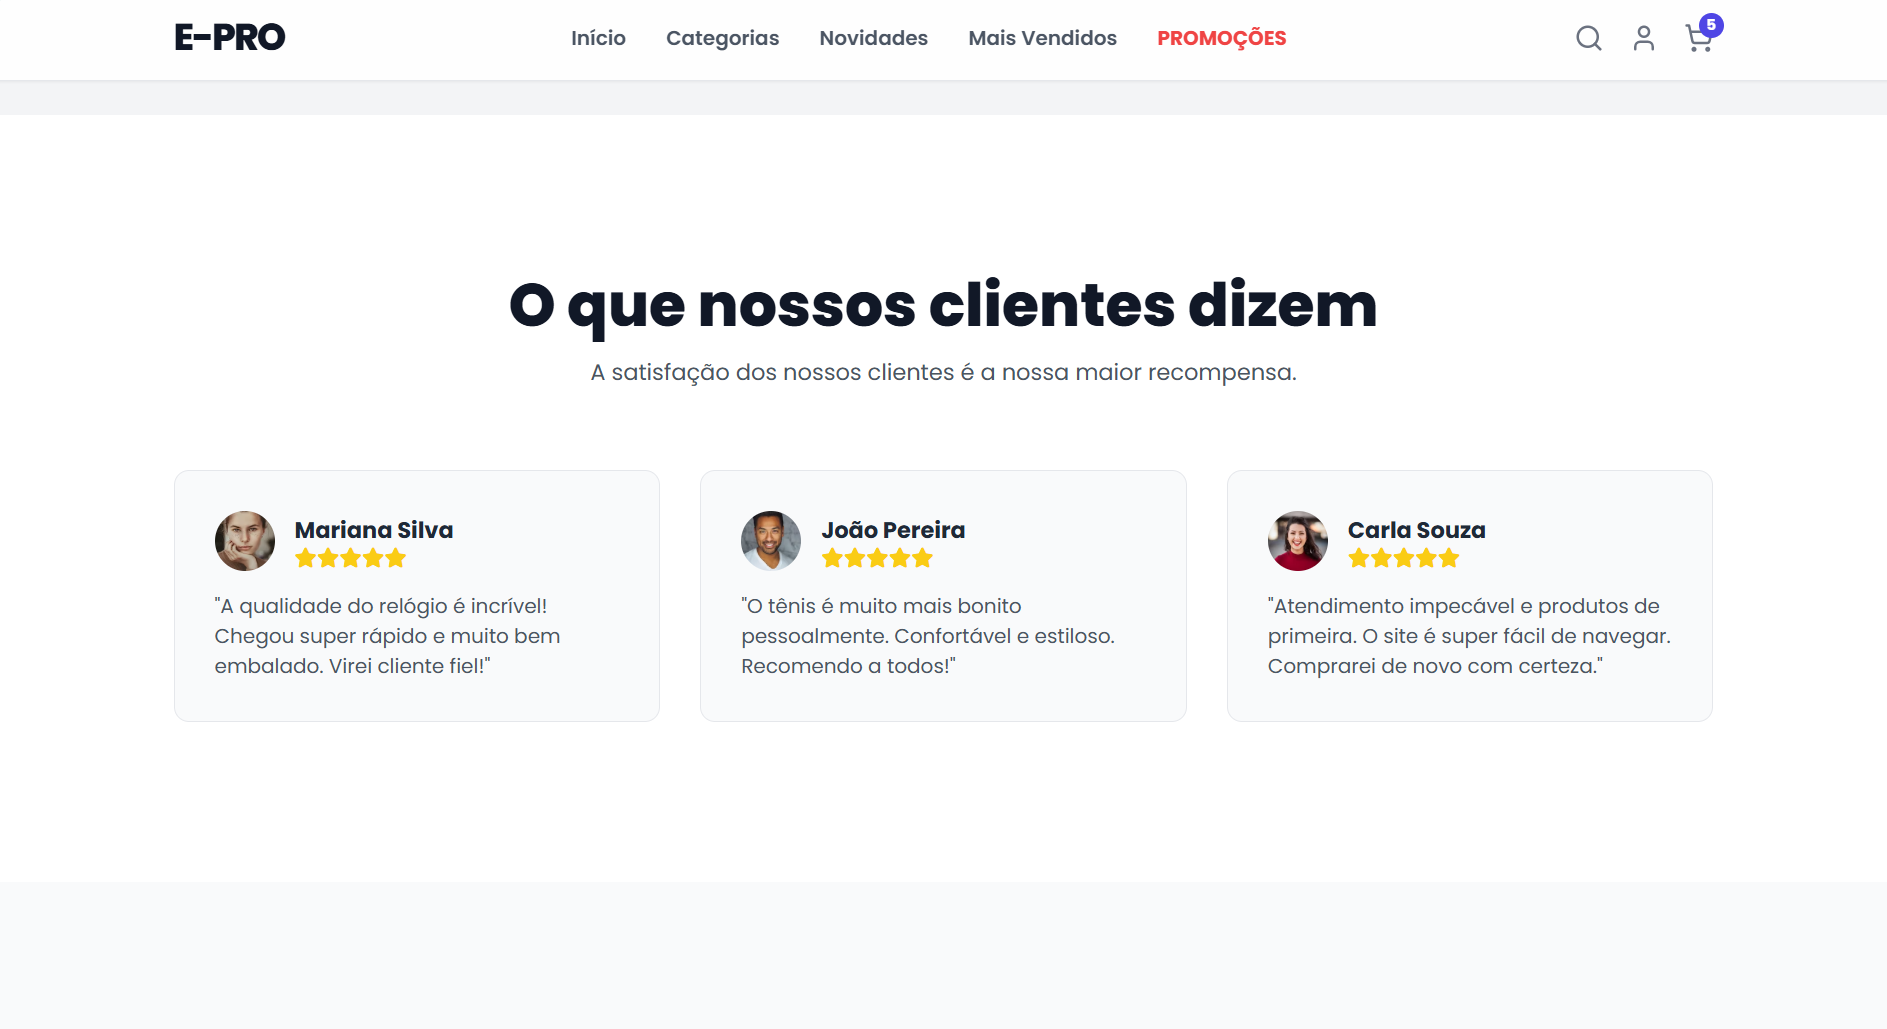 E-PRO
Início
Categorias
Novidades
Mais Vendidos
PROMOÇÕES
5
O que nossos clientes dizem
A satisfação dos nossos clientes é a nossa maior recompensa.
Mariana Silva
"A qualidade do relógio é incrível!
Chegou super rápido e muito bem
embalado. Virei cliente fiel!"
João Pereira
"O tênis é muito mais bonito
pessoalmente. Confortável e estiloso.
Recomendo a todos!"
Carla Souza
"Atendimento impecável e produtos de
primeira. O site é super fácil de navegar.
Comprarei de novo com certeza."